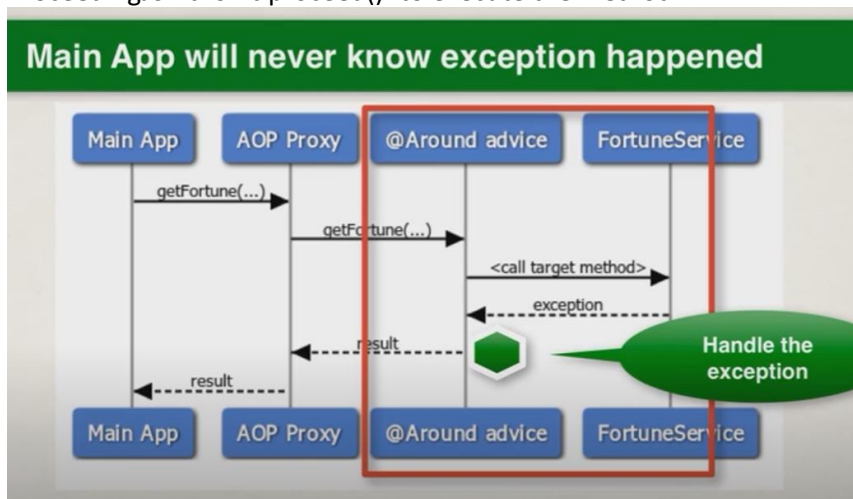 Main App will never know exception happened
Main App
AOP Proxy
@Around advice
FortuneService
getFortune(...)
getFortune(...)
<call target method>
exception
result
Handle the
exception
result
Main App
AOP Proxy
@Around advice
FortuneService